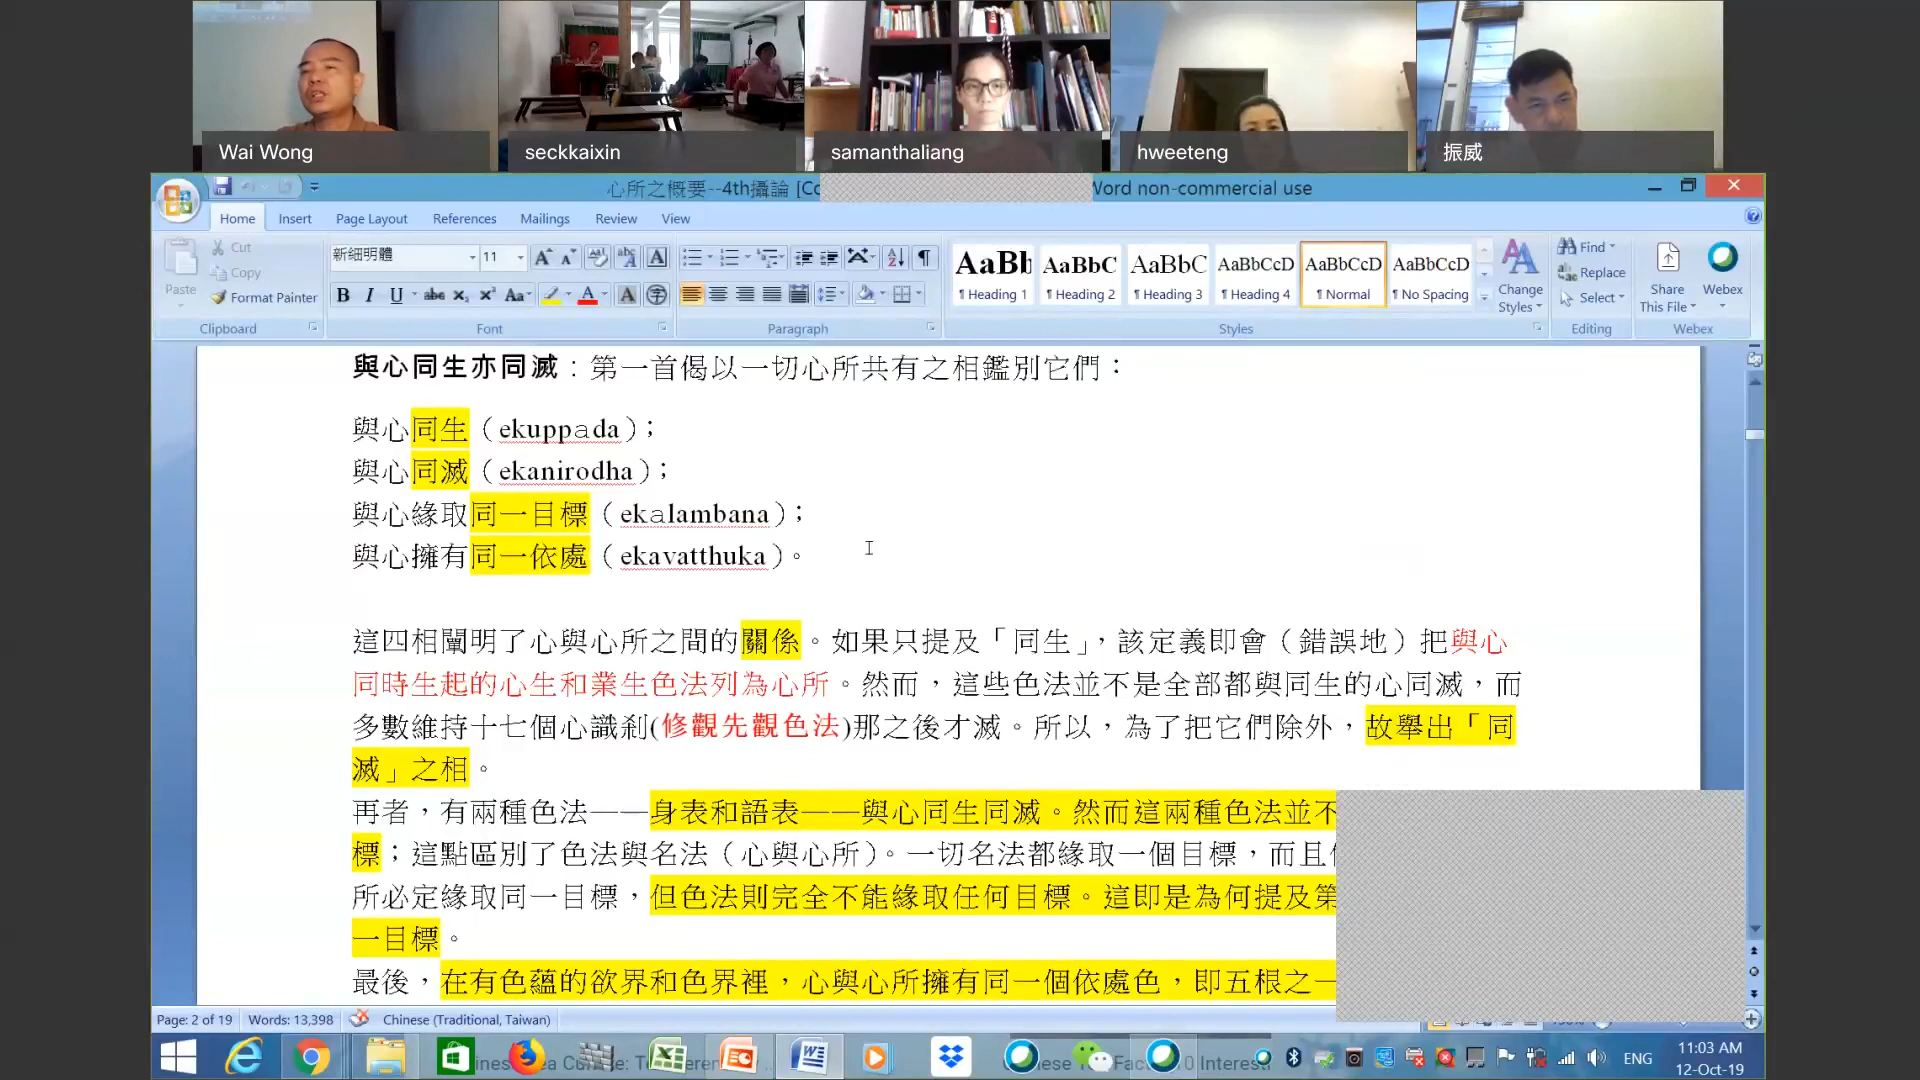 Wai Wong
seckkaixin
samanthaliang
hweeteng
振威
心所之概要--4th攝論 [Co
Word non-commercial use
Home Insert Page Layout References Mailings Review View
Cut
Copy
Format Painter
Paste
新細明體 11
AaBb AaBbC AaBbC AaBbCcD AaBbCcD AaBbCcD
¶ Heading 1 ¶ Heading 2 ¶ Heading 3 ¶ Heading 4 ¶ Normal ¶ No Spacing
Change Styles
Find
Replace
Select
Share This File
Webex
Clipboard Font Paragraph Styles Editing Webex
與心同生亦同滅：第一首偈以一切心所共有之相鑑別它們：
與心同生（ekuppada）；
與心同滅（ekanirodha）；
與心緣取同一目標（ekalambana）；
與心擁有同一依處（ekavatthuka）。
這四相闡明了心與心所之間的關係。如果只提及「同生」，該定義即會（錯誤地）把與心
同時生起的心生和業生色法列為心所。然而，這些色法並不是全部都與同生的心同滅，而
多數維持十七個心識剎(修觀先觀色法)那之後才滅。所以，為了把它們除外，故舉出「同
滅」之相。
再者，有兩種色法——身表和語表——與心同生同滅。然而這兩種色法並不
標；這點區別了色法與名法（心與心所）。一切名法都緣取一個目標，而且
所必定緣取同一目標，但色法則完全不能緣取任何目標。這即是為何提及第
一目標。
最後，在有色蘊的欲界和色界裡，心與心所擁有同一個依處色，即五根之一
Page: 2 of 19 Words: 13,398 Chinese (Traditional, Taiwan)
ENG
11:03 AM
12-Oct-19